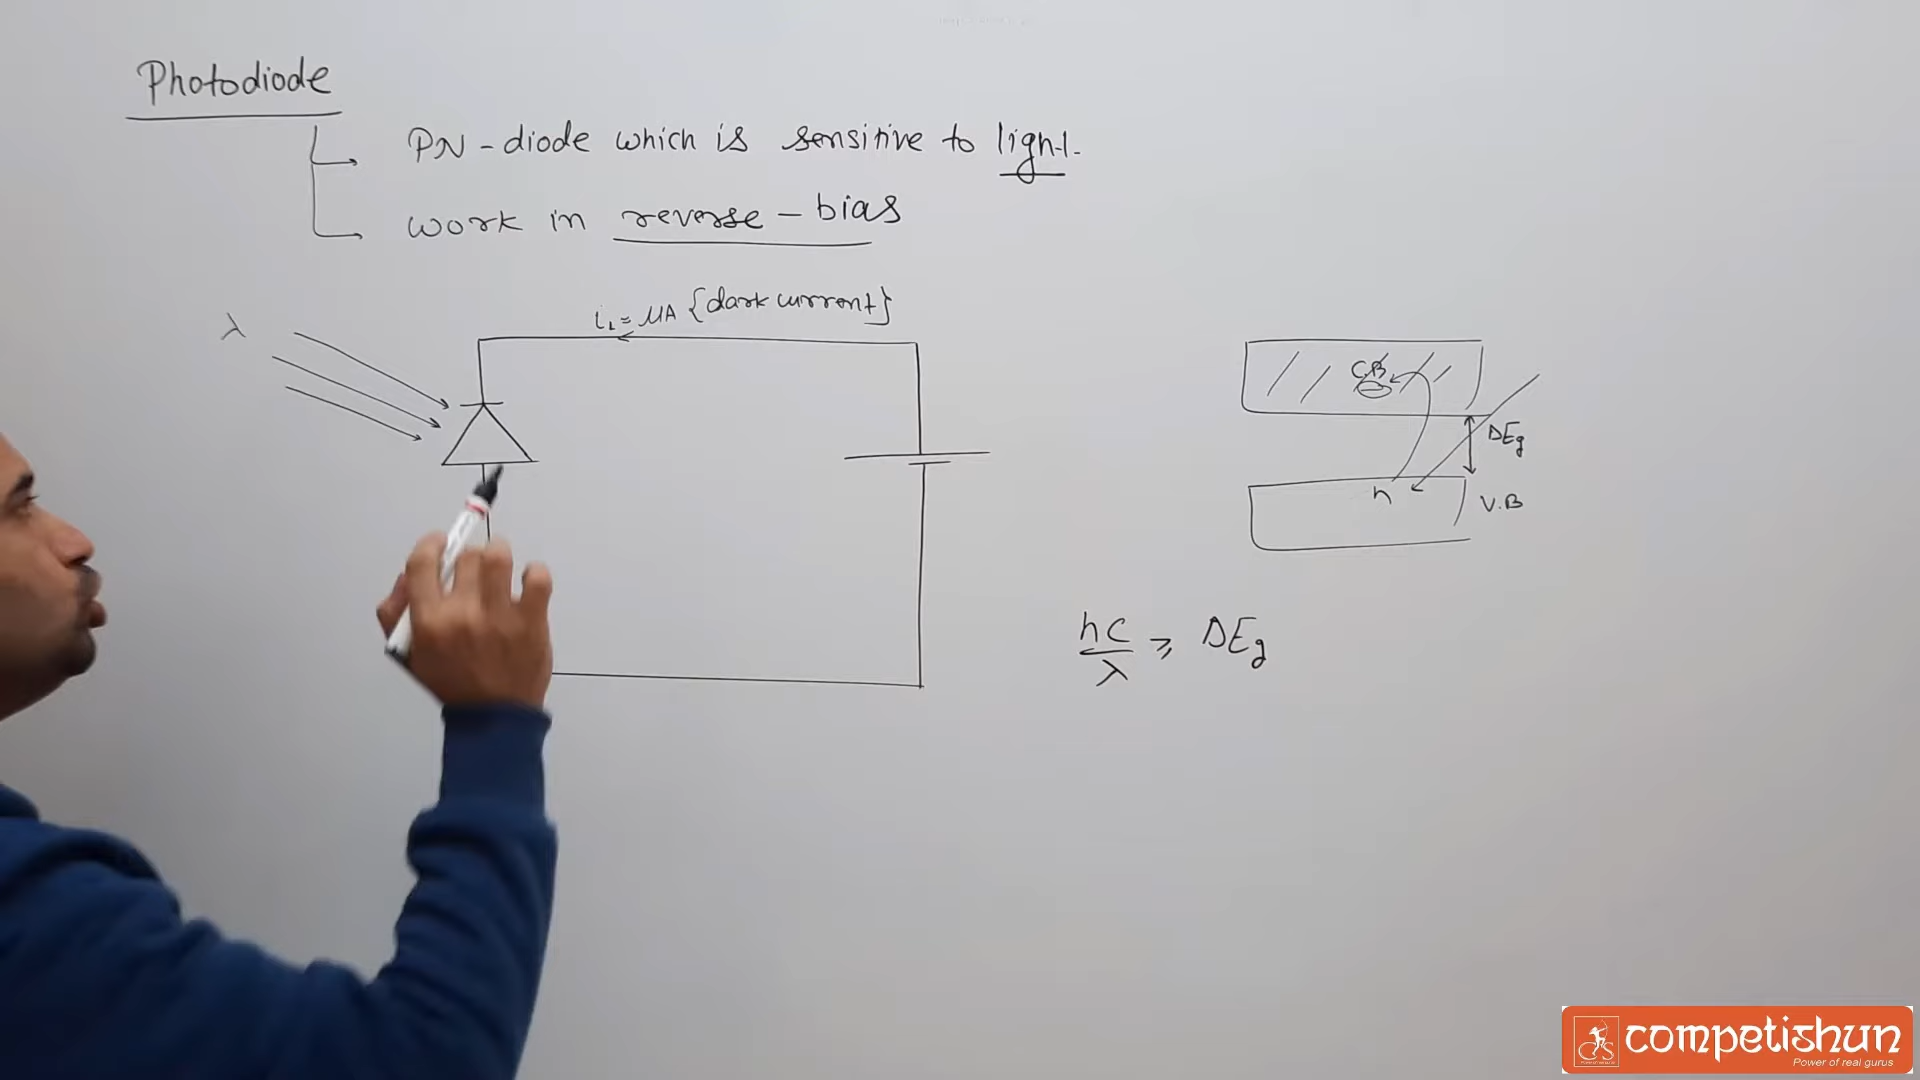 Photodiode
PN-diode which is sensitive to light.
work in reverse-bias
λ
i₁ = μA {dark current}
C.B
ΔEg
V.B
hc/λ ≥ ΔEg
competishun
Power of real gurus